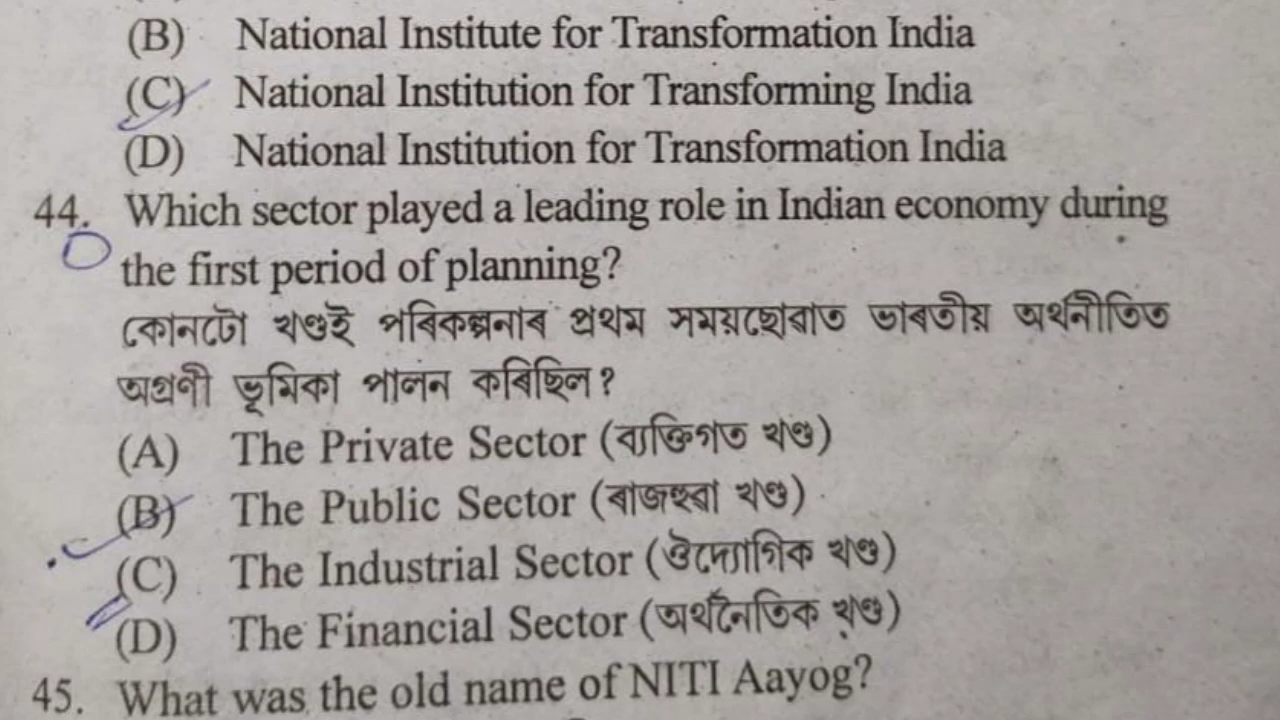 (B) National Institute for Transformation India
(C) National Institution for Transforming India
(D) National Institution for Transformation India
44. Which sector played a leading role in Indian economy during
the first period of planning?
কোনটো খণ্ডই পৰিকল্পনাৰ প্ৰথম সময়ছোৱাত ভাৰতীয় অৰ্থনীতিত
অগ্ৰণী ভূমিকা পালন কৰিছিল?
(A) The Private Sector (ব্যক্তিগত খণ্ড)
(B) The Public Sector (ৰাজহুৱা খণ্ড)
(C) The Industrial Sector (ঔদ্যোগিক খণ্ড)
(D) The Financial Sector (অৰ্থনৈতিক খণ্ড)
45. What was the old name of NITI Aayog?